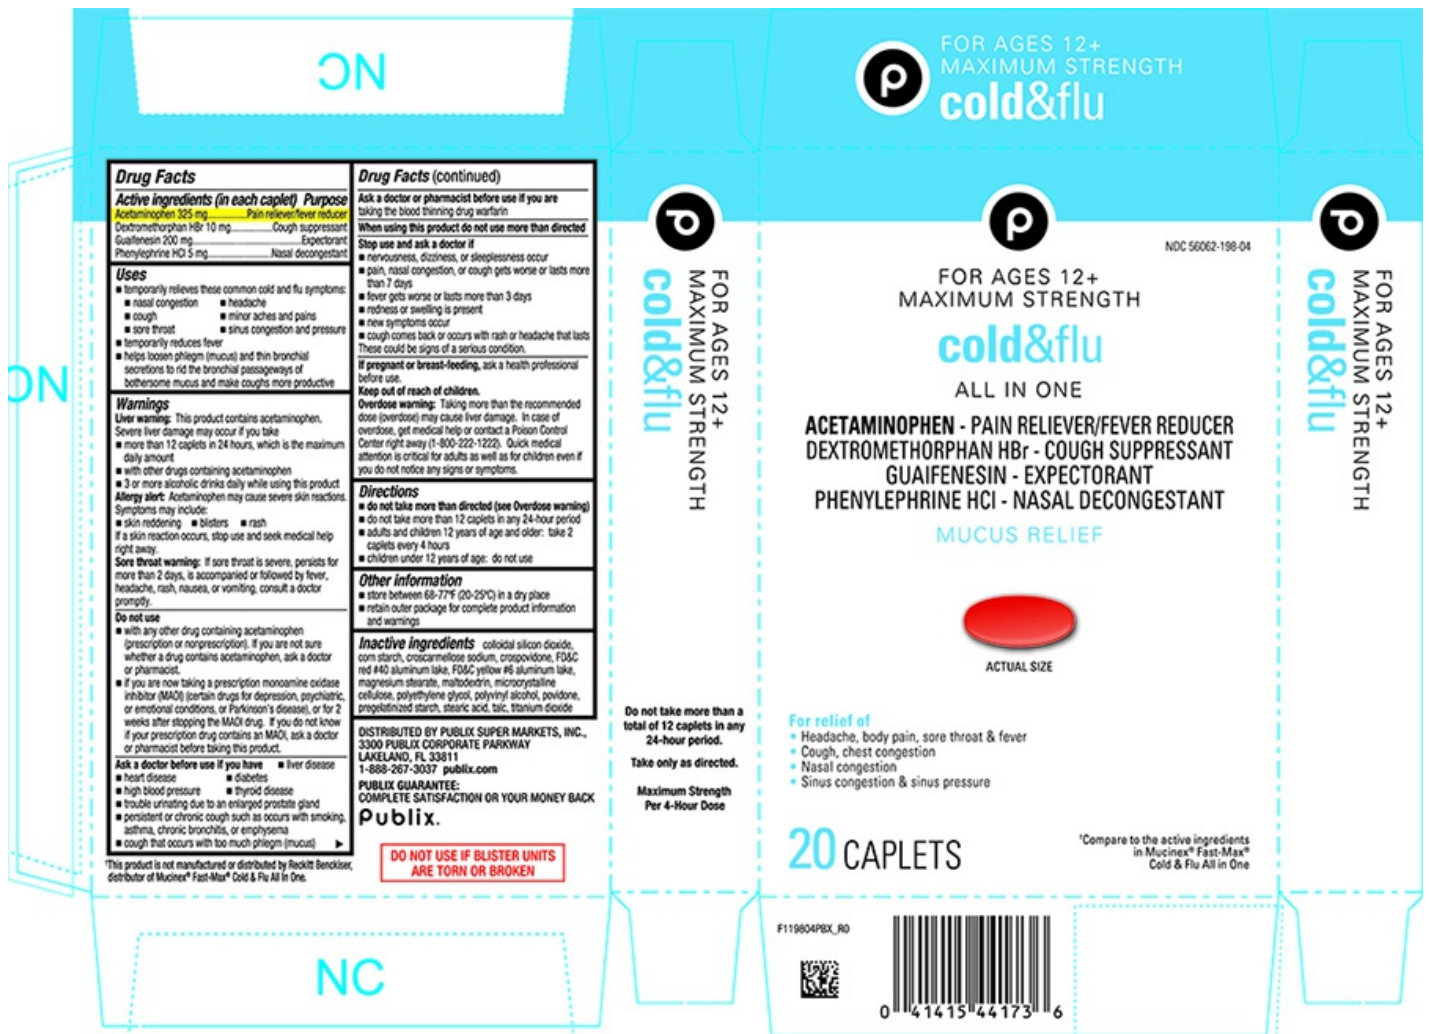 NC
FOR AGES 12+
MAXIMUM STRENGTH
cold&flu
NC
Drug Facts
Active ingredients (in each caplet) Purpose
Acetaminophen 325 mg..........Pain reliever/fever reducer
Dextromethorphan HBr 10 mg..........Cough suppressant
Guaifenesin 200 mg..........Expectorant
Phenylephrine HCl 5 mg..........Nasal decongestant
Uses
■ temporarily relieves these common cold and flu symptoms:
■ nasal congestion ■ headache
■ cough ■ minor aches and pains
■ sore throat ■ sinus congestion and pressure
■ temporarily reduces fever
■ helps loosen phlegm (mucus) and thin bronchial
secretions to rid the bronchial passageways of
bothersome mucus and make coughs more productive
Warnings
Liver warning: This product contains acetaminophen.
Severe liver damage may occur if you take
■ more than 12 caplets in 24 hours, which is the maximum
daily amount
■ with other drugs containing acetaminophen
■ 3 or more alcoholic drinks daily while using this product
Allergy alert: Acetaminophen may cause severe skin reactions.
Symptoms may include:
■ skin reddening ■ blisters ■ rash
If a skin reaction occurs, stop use and seek medical help
right away.
Sore throat warning: If sore throat is severe, persists for
more than 2 days, is accompanied or followed by fever,
headache, rash, nausea, or vomiting, consult a doctor
promptly.
Do not use
■ with any other drug containing acetaminophen
(prescription or nonprescription). If you are not sure
whether a drug contains acetaminophen, ask a doctor
or pharmacist.
■ if you are now taking a prescription monoamine oxidase
inhibitor (MAOI) (certain drugs for depression, psychiatric,
or emotional conditions, or Parkinson's disease), or for 2
weeks after stopping the MAOI drug. If you do not know
if your prescription drug contains an MAOI, ask a doctor
or pharmacist before taking this product.
Ask a doctor before use if you have ■ liver disease
■ heart disease ■ diabetes
■ high blood pressure ■ thyroid disease
■ trouble urinating due to an enlarged prostate gland
■ persistent or chronic cough such as occurs with smoking,
asthma, chronic bronchitis, or emphysema
■ cough that occurs with too much phlegm (mucus) ▶
†This product is not manufactured or distributed by Reckitt Benckiser,
distributor of Mucinex® Fast-Max® Cold & Flu All In One.
Drug Facts (continued)
Ask a doctor or pharmacist before use if you are
taking the blood thinning drug warfarin
When using this product do not use more than directed
Stop use and ask a doctor if
■ nervousness, dizziness, or sleeplessness occur
■ pain, nasal congestion, or cough gets worse or lasts more
than 7 days
■ fever gets worse or lasts more than 3 days
■ redness or swelling is present
■ new symptoms occur
■ cough comes back or occurs with rash or headache that lasts
These could be signs of a serious condition.
If pregnant or breast-feeding, ask a health professional
before use.
Keep out of reach of children.
Overdose warning: Taking more than the recommended
dose (overdose) may cause liver damage. In case of
overdose, get medical help or contact a Poison Control
Center right away (1-800-222-1222). Quick medical
attention is critical for adults as well as for children even if
you do not notice any signs or symptoms.
Directions
■ do not take more than directed (see Overdose warning)
■ do not take more than 12 caplets in any 24-hour period
■ adults and children 12 years of age and older: take 2
caplets every 4 hours
■ children under 12 years of age: do not use
Other information
■ store between 68-77°F (20-25°C) in a dry place
■ retain outer package for complete product information
and warnings
Inactive ingredients colloidal silicon dioxide,
corn starch, croscarmellose sodium, crospovidone, FD&C
red #40 aluminum lake, FD&C yellow #6 aluminum lake,
magnesium stearate, maltodextrin, microcrystalline
cellulose, polyethylene glycol, polyvinyl alcohol, povidone,
pregelatinized starch, stearic acid, talc, titanium dioxide
DISTRIBUTED BY PUBLIX SUPER MARKETS, INC.,
3300 PUBLIX CORPORATE PARKWAY
LAKELAND, FL 33811
1-888-267-3037 publix.com
PUBLIX GUARANTEE:
COMPLETE SATISFACTION OR YOUR MONEY BACK
Publix.
DO NOT USE IF BLISTER UNITS
ARE TORN OR BROKEN
NC
p
FOR AGES 12+
MAXIMUM STRENGTH
cold&flu
Do not take more than a
total of 12 caplets in any
24-hour period.
Take only as directed.
Maximum Strength
Per 4-Hour Dose
p
NDC 56062-198-04
FOR AGES 12+
MAXIMUM STRENGTH
cold&flu
ALL IN ONE
ACETAMINOPHEN - PAIN RELIEVER/FEVER REDUCER
DEXTROMETHORPHAN HBr - COUGH SUPPRESSANT
GUAIFENESIN - EXPECTORANT
PHENYLEPHRINE HCl - NASAL DECONGESTANT
MUCUS RELIEF
ACTUAL SIZE
For relief of
• Headache, body pain, sore throat & fever
• Cough, chest congestion
• Nasal congestion
• Sinus congestion & sinus pressure
20 CAPLETS
†Compare to the active ingredients
in Mucinex® Fast-Max®
Cold & Flu All in One
F119804PBX_R0
0 41415 44173 6
p
FOR AGES 12+
MAXIMUM STRENGTH
cold&flu